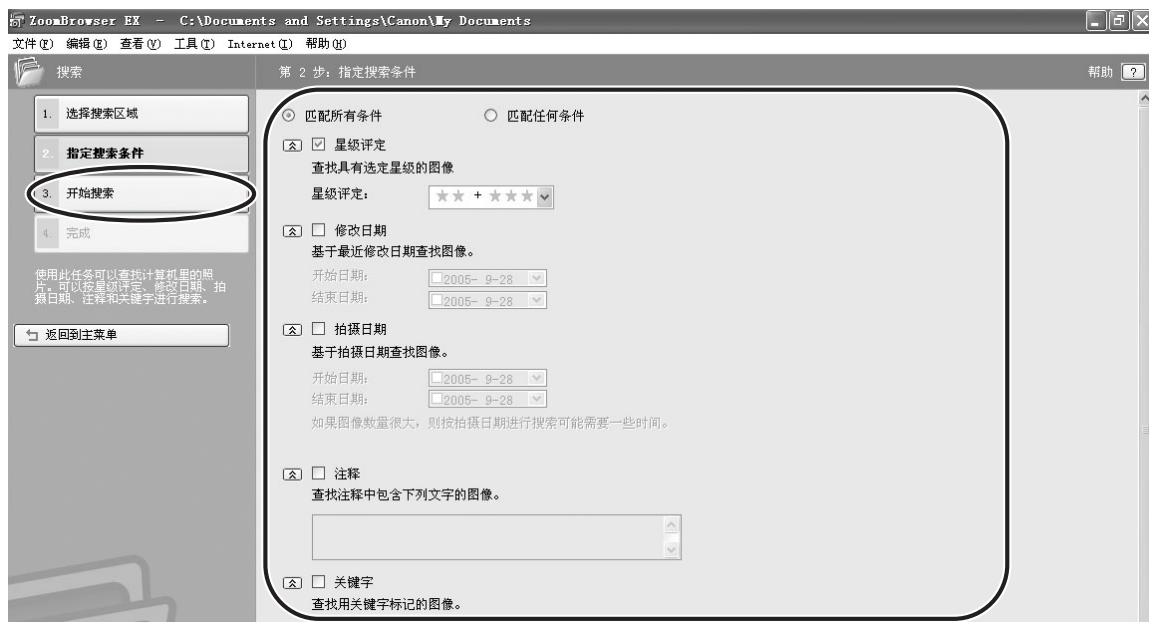 ZoomBrowser EX - C:\Documents and Settings\Canon\My Documents
文件(F) 编辑(E) 查看(V) 工具(T) Internet(I) 帮助(H)
搜索
第 2 步: 指定搜索条件
帮助 ?
1. 选择搜索区域
2. 指定搜索条件
3. 开始搜索
4. 完成
使用此任务可以查找计算机里的照
片。可以按星级评定、修改日期、拍
摄日期、注释和关键字进行搜索。
返回到主菜单
匹配所有条件 匹配任何条件
星级评定
查找具有选定星级的图像
星级评定: ★★ + ★★★
修改日期
基于最近修改日期查找图像。
开始日期: 2005- 9-28
结束日期: 2005- 9-28
拍摄日期
基于拍摄日期查找图像。
开始日期: 2005- 9-28
结束日期: 2005- 9-28
如果图像数量很大，则按拍摄日期进行搜索可能需要一些时间。
注释
查找注释中包含下列文字的图像。
关键字
查找用关键字标记的图像。